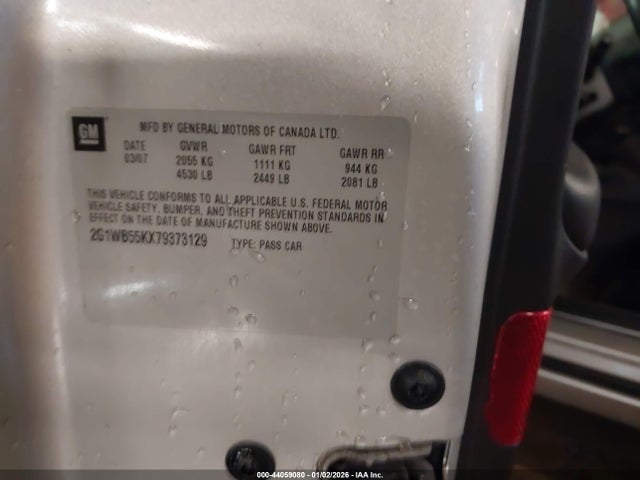 GM
MFD BY GENERAL MOTORS OF CANADA LTD.
DATE GVWR GAWR FRT GAWR RR
03/07 2055 KG 1111 KG 944 KG
4530 LB 2449 LB 2081 LB
THIS VEHICLE CONFORMS TO ALL APPLICABLE U.S. FEDERAL MOTOR
VEHICLE SAFETY, BUMPER, AND THEFT PREVENTION STANDARDS IN
EFFECT ON THE DATE OF MANUFACTURE SHOWN ABOVE.
2G1WB55KX79373129 TYPE: PASS CAR
000-44059080 - 01/02/2026 - IAA Inc.